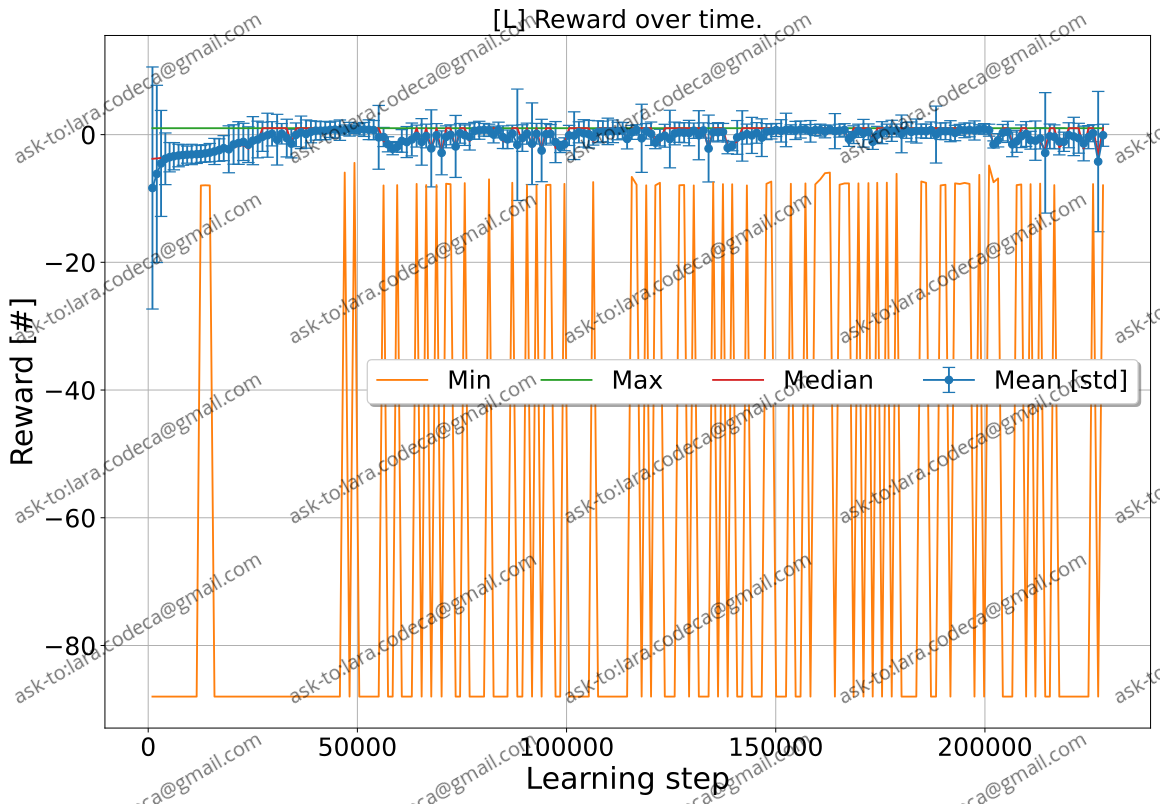 [L] Reward over time.
0
−20
−40
−60
−80
Reward [#]
Min Max Median Mean [std]
0 50000 100000 150000 200000
Learning step
ask-to:lara.codeca@gmail.com